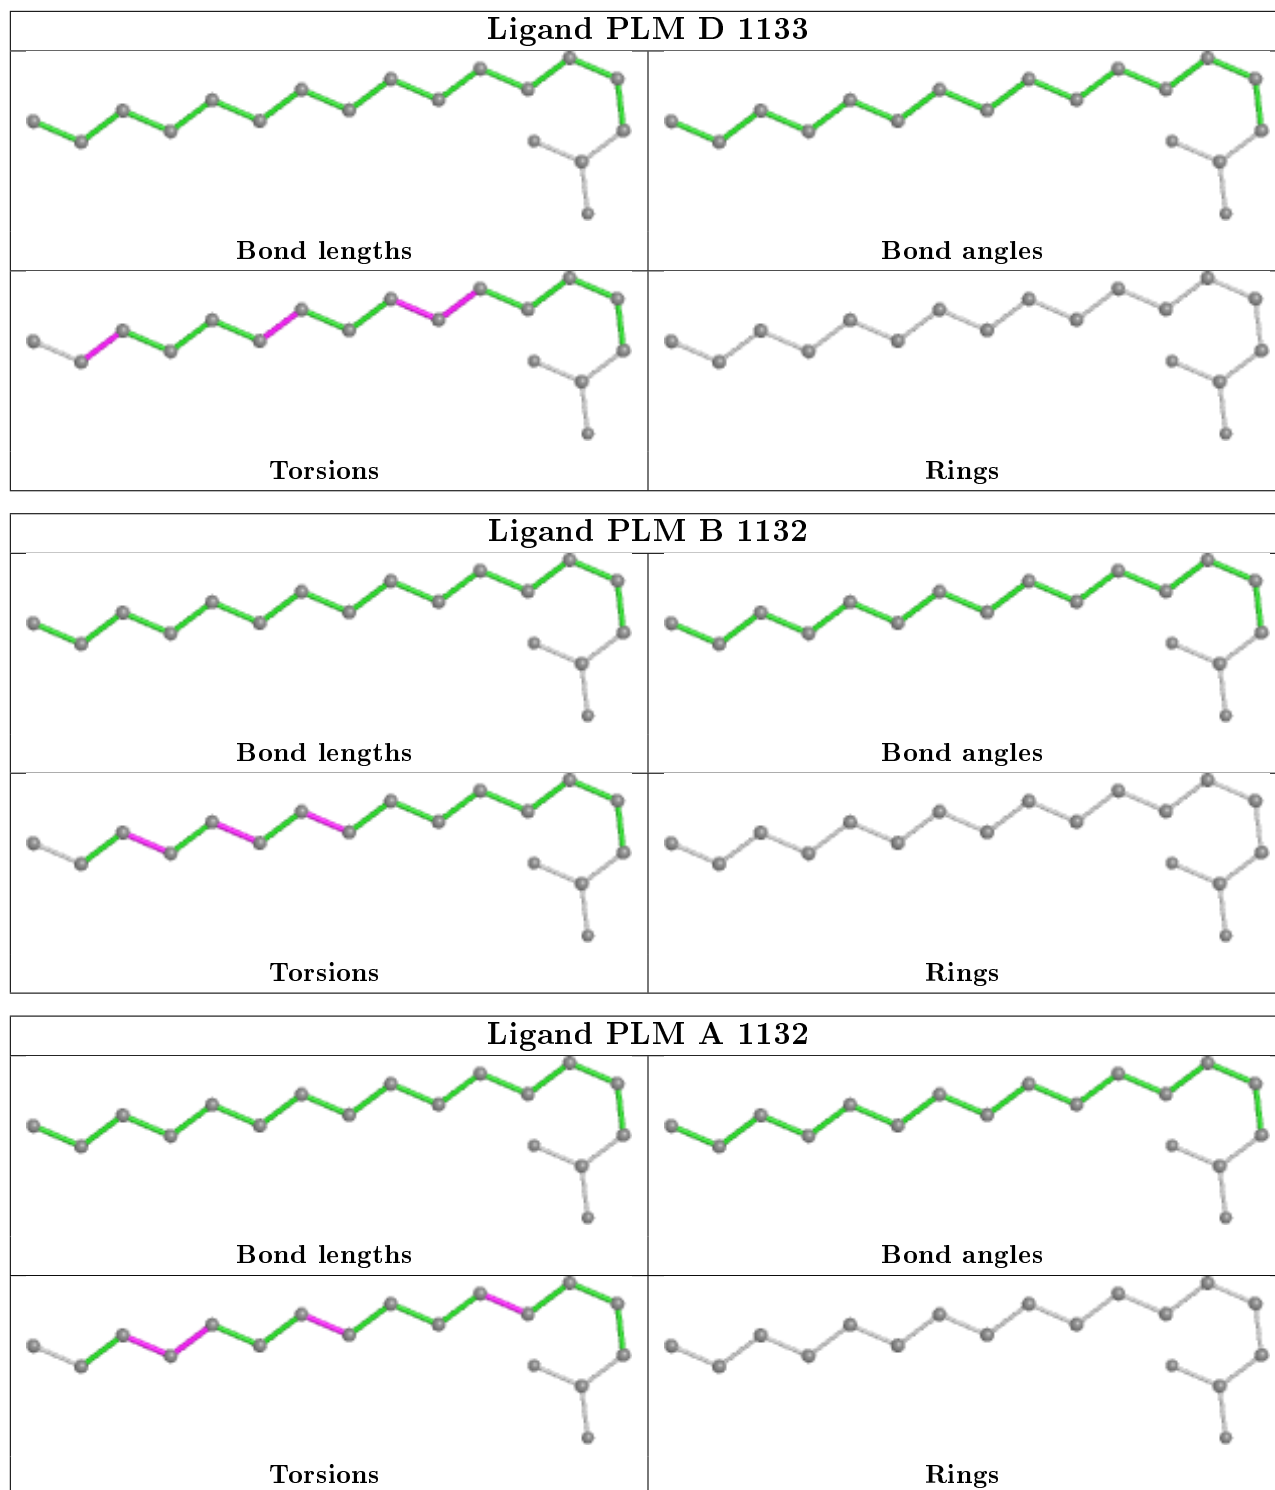 Ligand PLM D 1133
Bond lengths
Bond angles
Torsions
Rings
Ligand PLM B 1132
Bond lengths
Bond angles
Torsions
Rings
Ligand PLM A 1132
Bond lengths
Bond angles
Torsions
Rings